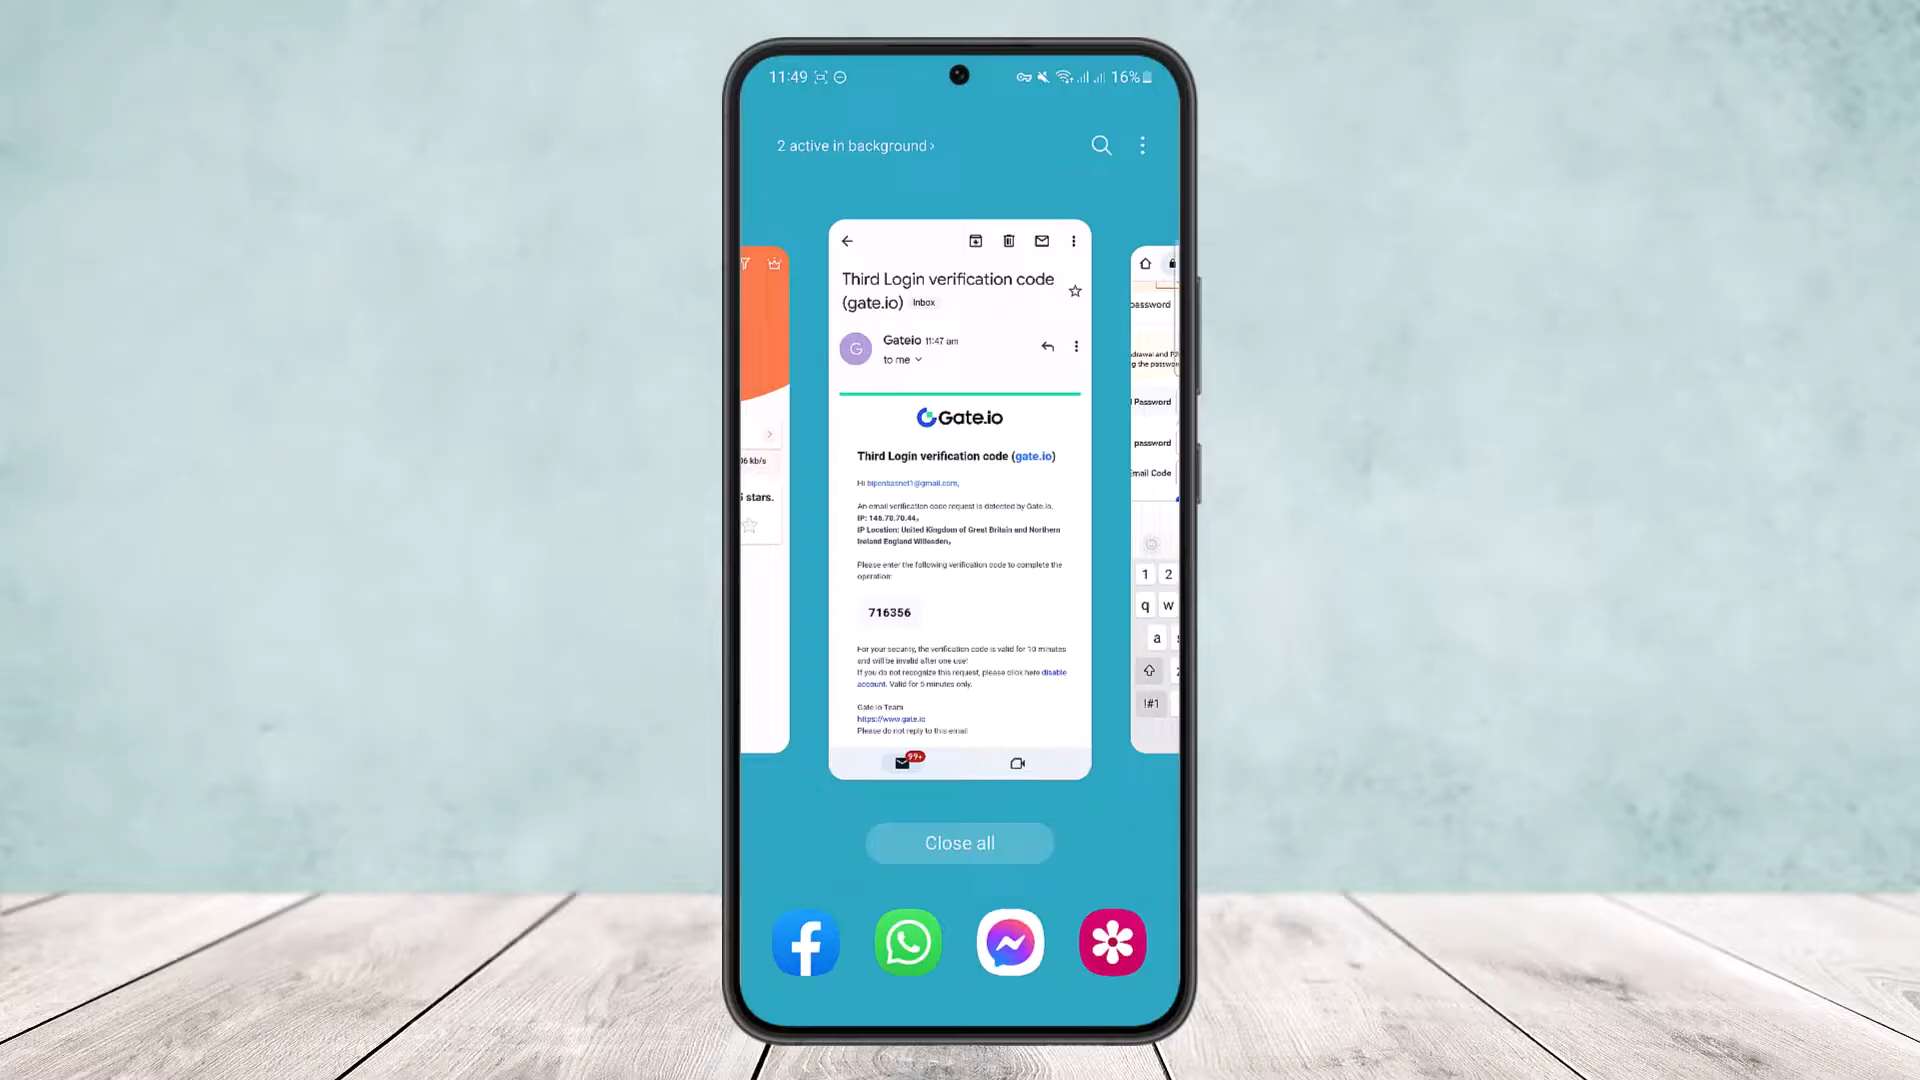 11:49
16%
2 active in background ›
Third Login verification code
(gate.io) Inbox
G
Gateio 11:47 am
to me
Gate.io
Third Login verification code (gate.io)
Hi bipenbasnet1@gmail.com,
An email verification code request is detected by Gate.io,
IP: 146.70.70.44,
IP Location: United Kingdom of Great Britain and Northern
Ireland England Willesden,
Please enter the following verification code to complete the
operation:
716356
For your security, the verification code is valid for 10 minutes
and will be invalid after one use!
If you do not recognize this request, please click here disable
account. Valid for 5 minutes only.
Gate.io Team
https://www.gate.io
Please do not reply to this email
99+
kb/s
stars.
password
drawal and P2
g the passwor
Password
password
Email Code
1 2
q w
a
!#1
Close all